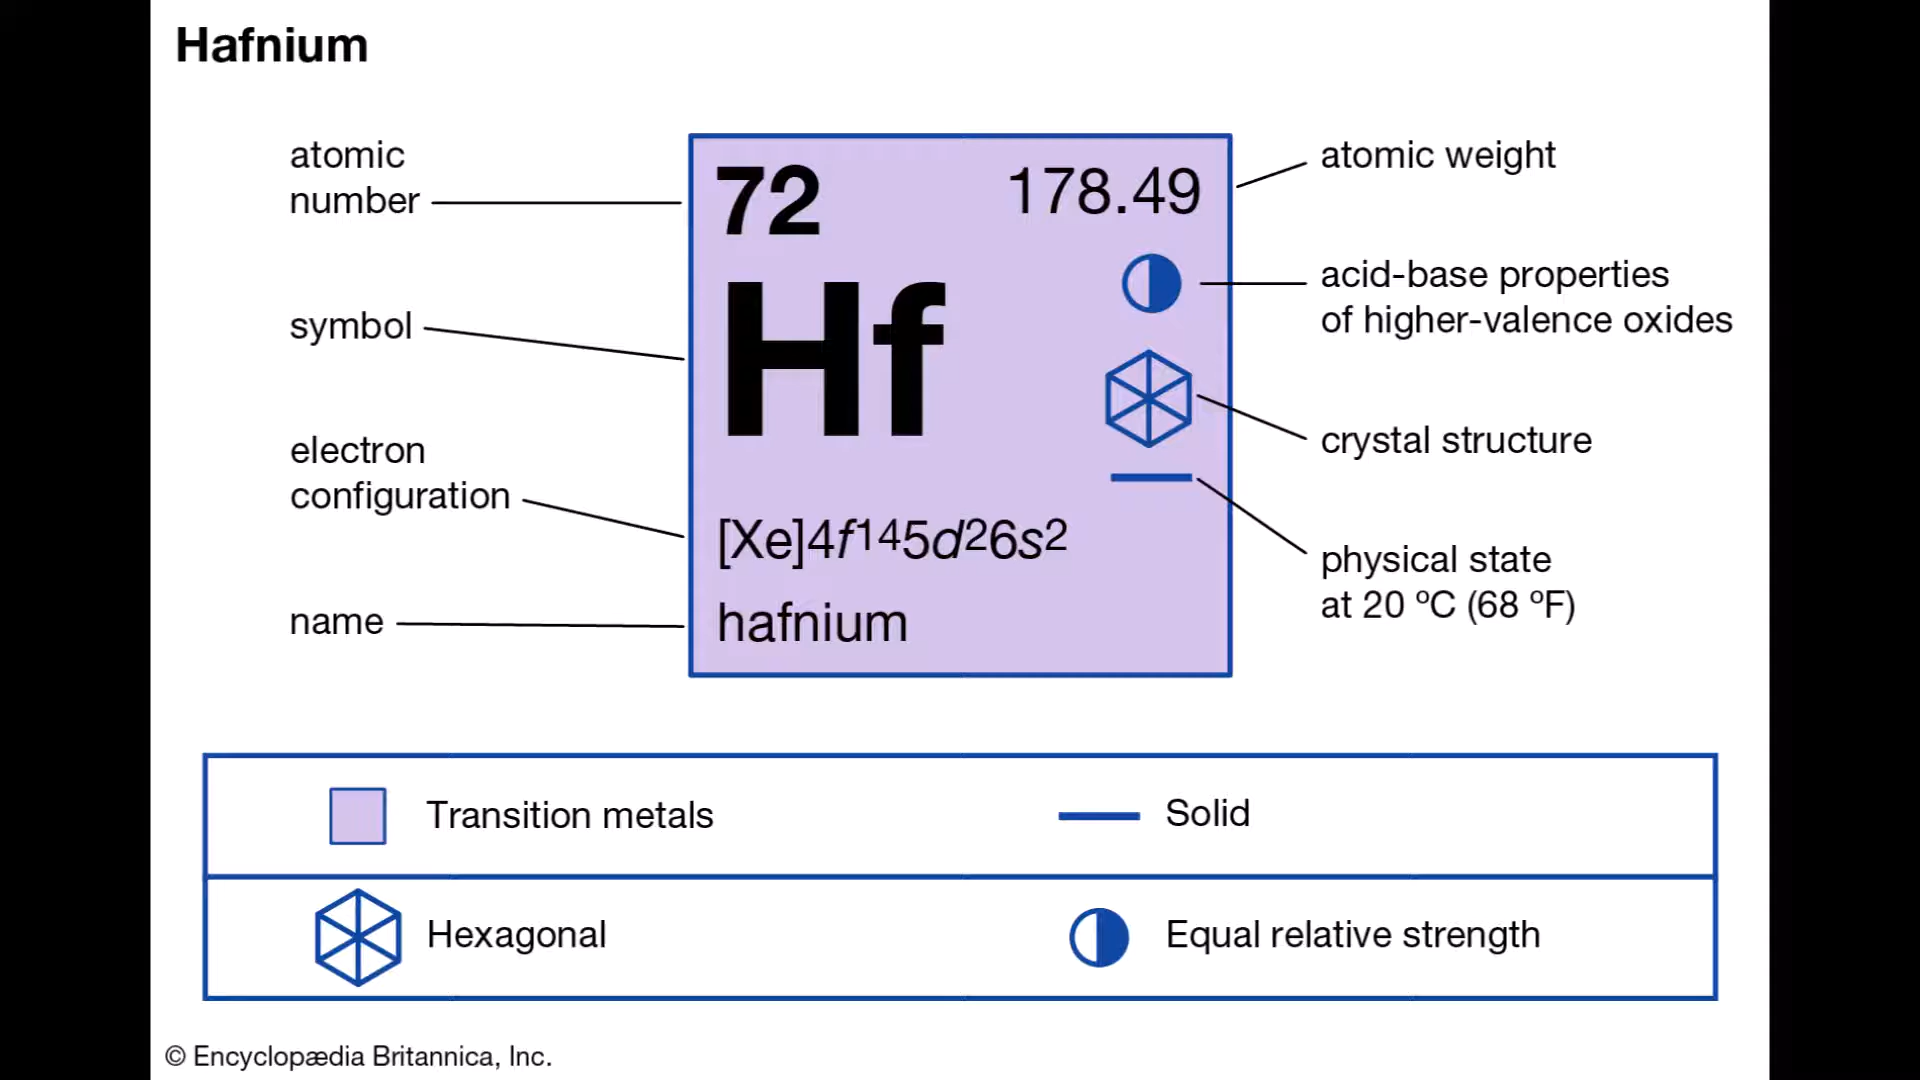 Hafnium
atomic
number
72
178.49
atomic weight
symbol
Hf
acid-base properties
of higher-valence oxides
electron
configuration
crystal structure
[Xe]4f¹⁴5d²6s²
physical state
at 20 ºC (68 ºF)
name
hafnium
Transition metals
Solid
Hexagonal
Equal relative strength
© Encyclopædia Britannica, Inc.